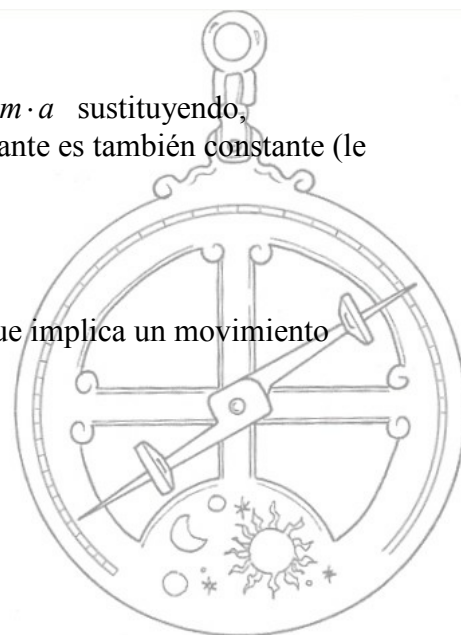 m · a sustituyendo,
ante es también constante (le
ue implica un movimiento